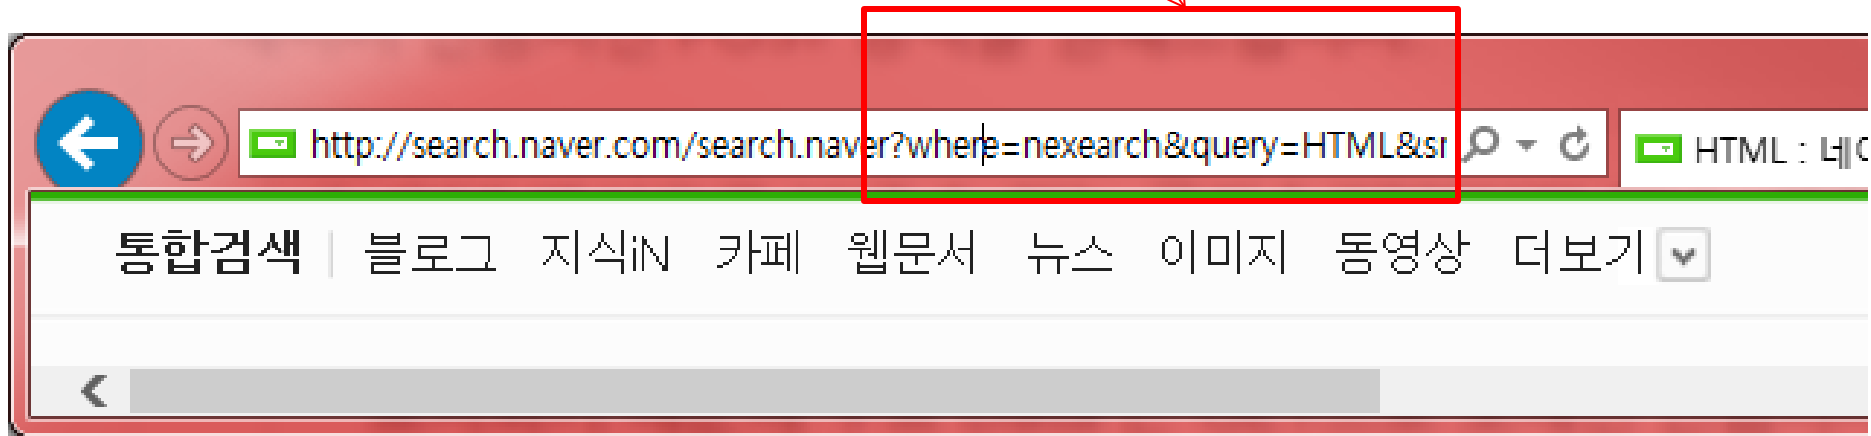 http://search.naver.com/search.naver?where=nexearch&query=HTML&sr
HTML : 네이
통합검색 블로그 지식iN 카페 웹문서 뉴스 이미지 동영상 더보기